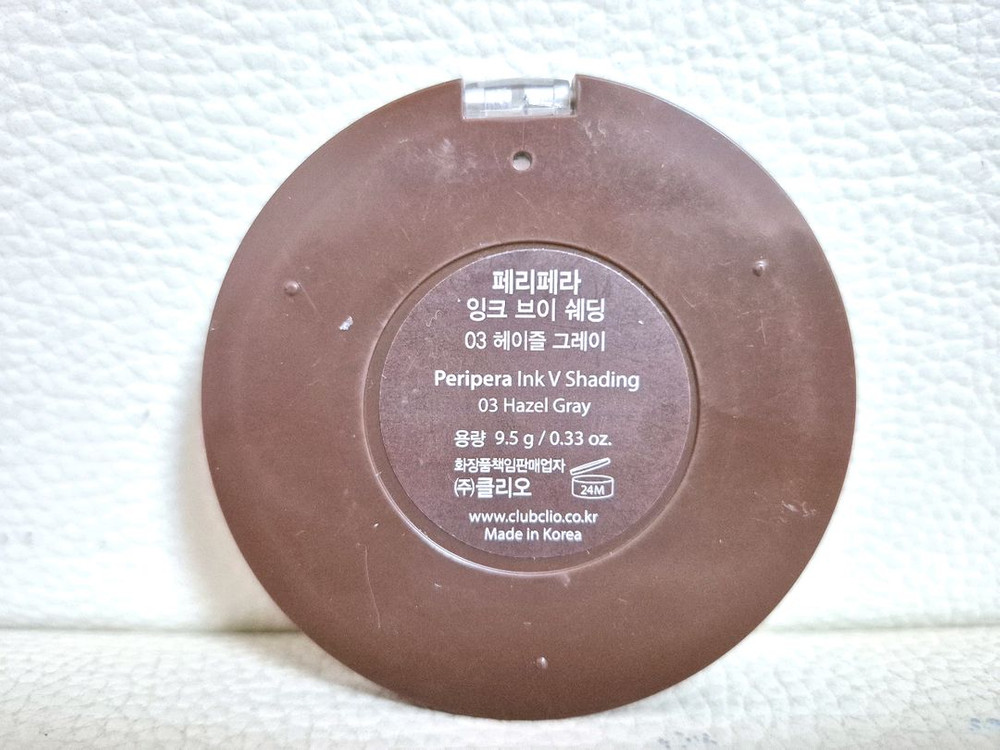 페리페라
잉크 브이 쉐딩
03 헤이즐 그레이
Peripera Ink V Shading
03 Hazel Gray
용량 9.5 g / 0.33 oz.
화장품책임판매업자
㈜클리오
24M
www.clubclio.co.kr
Made in Korea